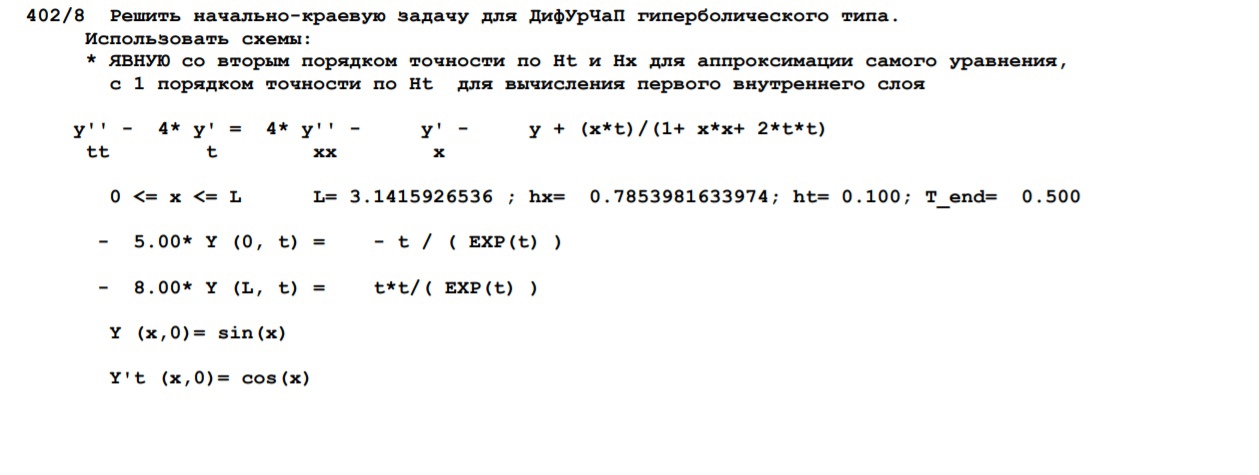 402/8 Решить начально-краевую задачу для ДифУрЧаП гиперболического типа.
Использовать схемы:
* ЯВНУЮ со вторым порядком точности по Ht и Hx для аппроксимации самого уравнения,
с 1 порядком точности по Ht для вычисления первого внутреннего слоя
y'' - 4* y' = 4* y'' - y' - y + (x*t)/(1+ x*x+ 2*t*t)
tt t xx x
0 <= x <= L L= 3.1415926536 ; hx= 0.7853981633974; ht= 0.100; T_end= 0.500
- 5.00* Y (0, t) = - t / ( EXP(t) )
- 8.00* Y (L, t) = t*t/( EXP(t) )
Y (x,0)= sin(x)
Y't (x,0)= cos(x)